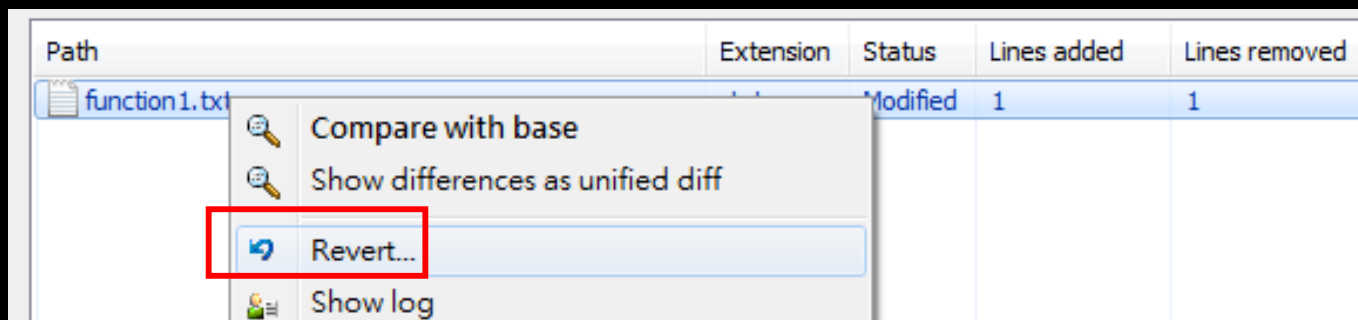 Path Extension Status Lines added Lines removed
function1.txt Modified 1 1
Compare with base
Show differences as unified diff
Revert...
Show log